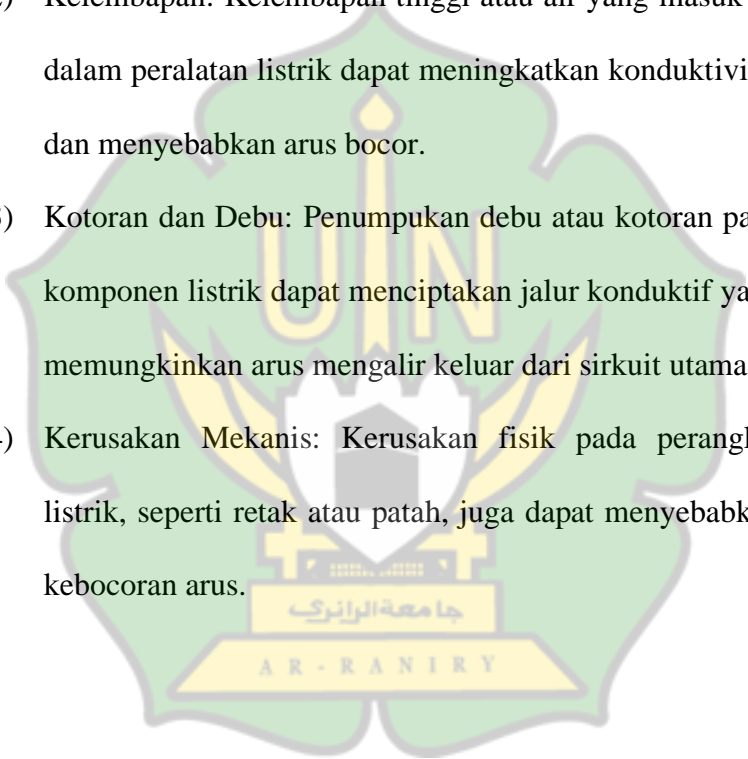 ) Kelembapan: Kelembapan tinggi atau air yang masuk
dalam peralatan listrik dapat meningkatkan konduktivi
dan menyebabkan arus bocor.
) Kotoran dan Debu: Penumpukan debu atau kotoran pa
komponen listrik dapat menciptakan jalur konduktif ya
memungkinkan arus mengalir keluar dari sirkuit utama
) Kerusakan Mekanis: Kerusakan fisik pada perangk
listrik, seperti retak atau patah, juga dapat menyebabk
kebocoran arus.
UIN
جامعة الرانري
AR-RANIRY